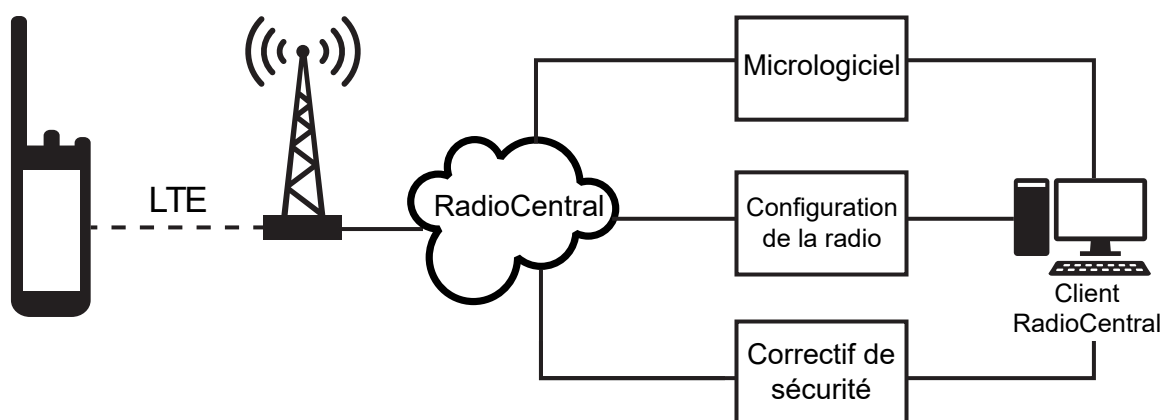 LTE
RadioCentral
Micrologiciel
Configuration
de la radio
Correctif de
sécurité
Client
RadioCentral